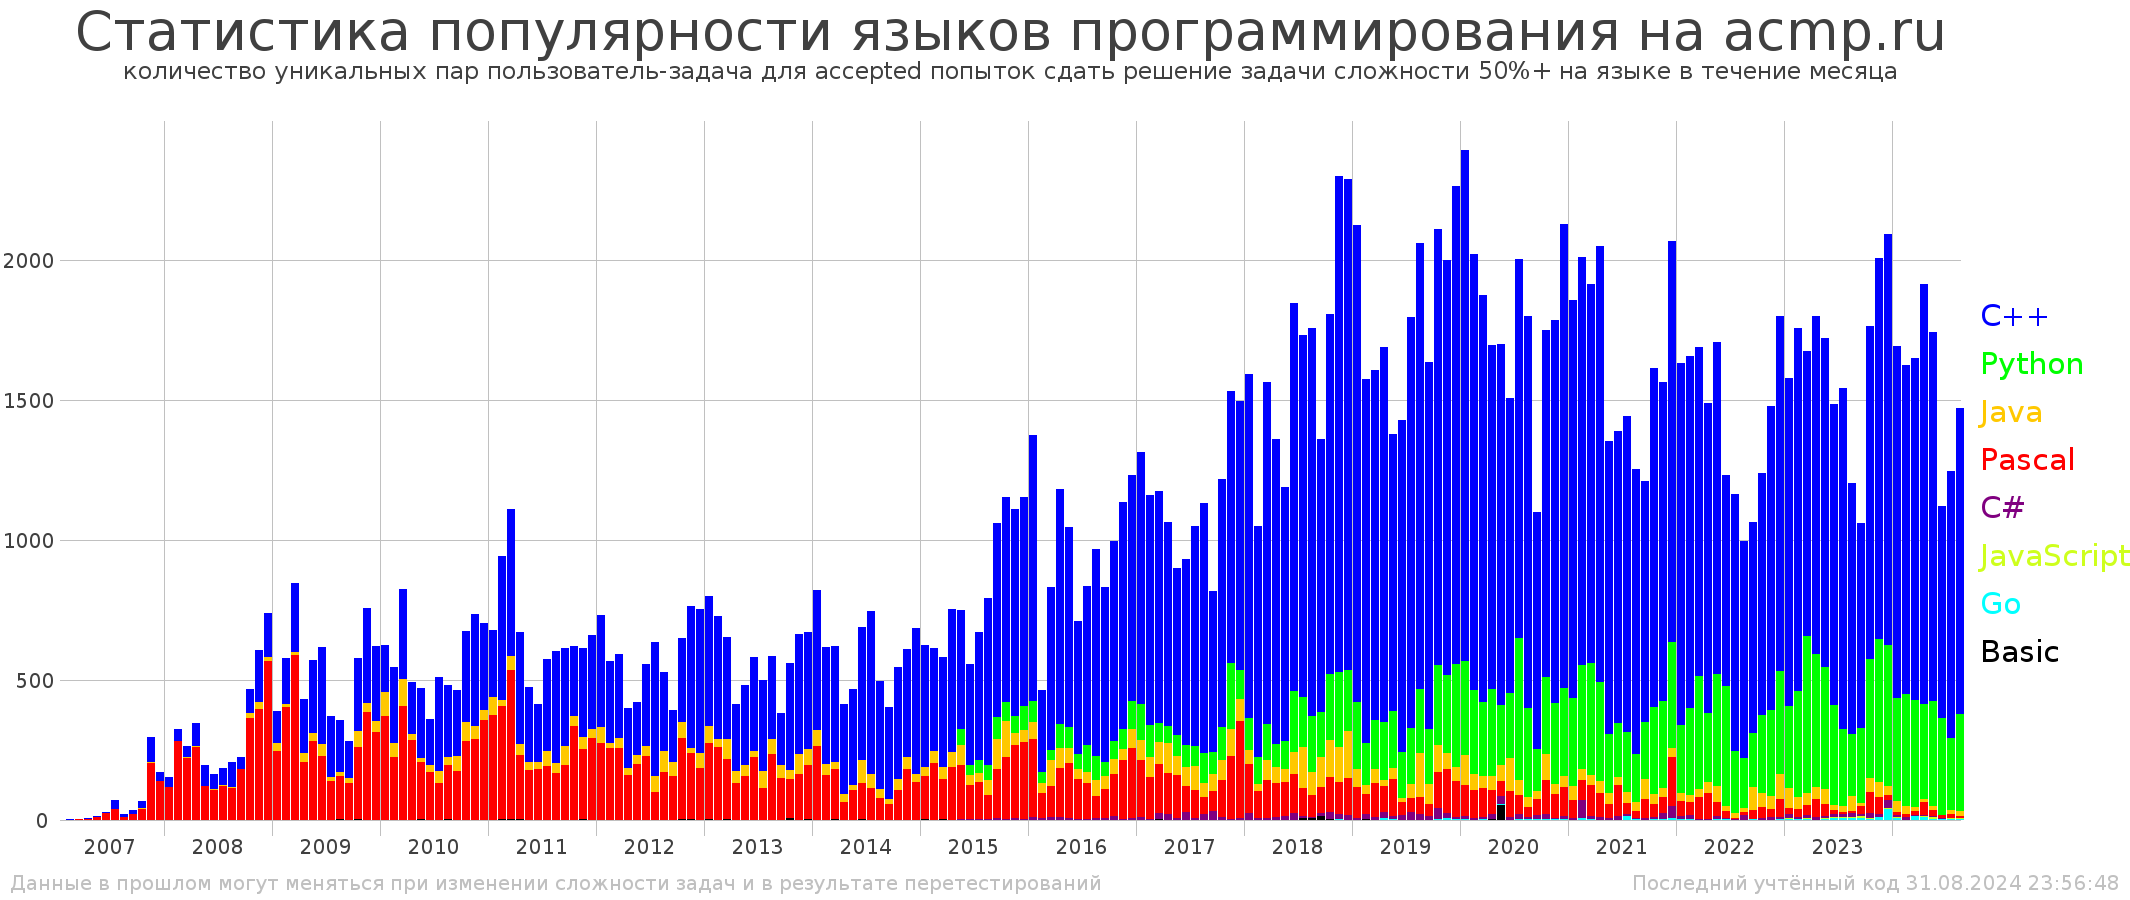 Статистика популярности языков программирования на acmp.ru
количество уникальных пар пользователь-задача для accepted попыток сдать решение задачи сложности 50%+ на языке в течение месяца
2000
1500
1000
500
0
C++
Python
Java
Pascal
C#
JavaScript
Go
Basic
2007 2008 2009 2010 2011 2012 2013 2014 2015 2016 2017 2018 2019 2020 2021 2022 2023
Данные в прошлом могут меняться при изменении сложности задач и в результате перетестирований
Последний учтённый код 31.08.2024 23:56:48